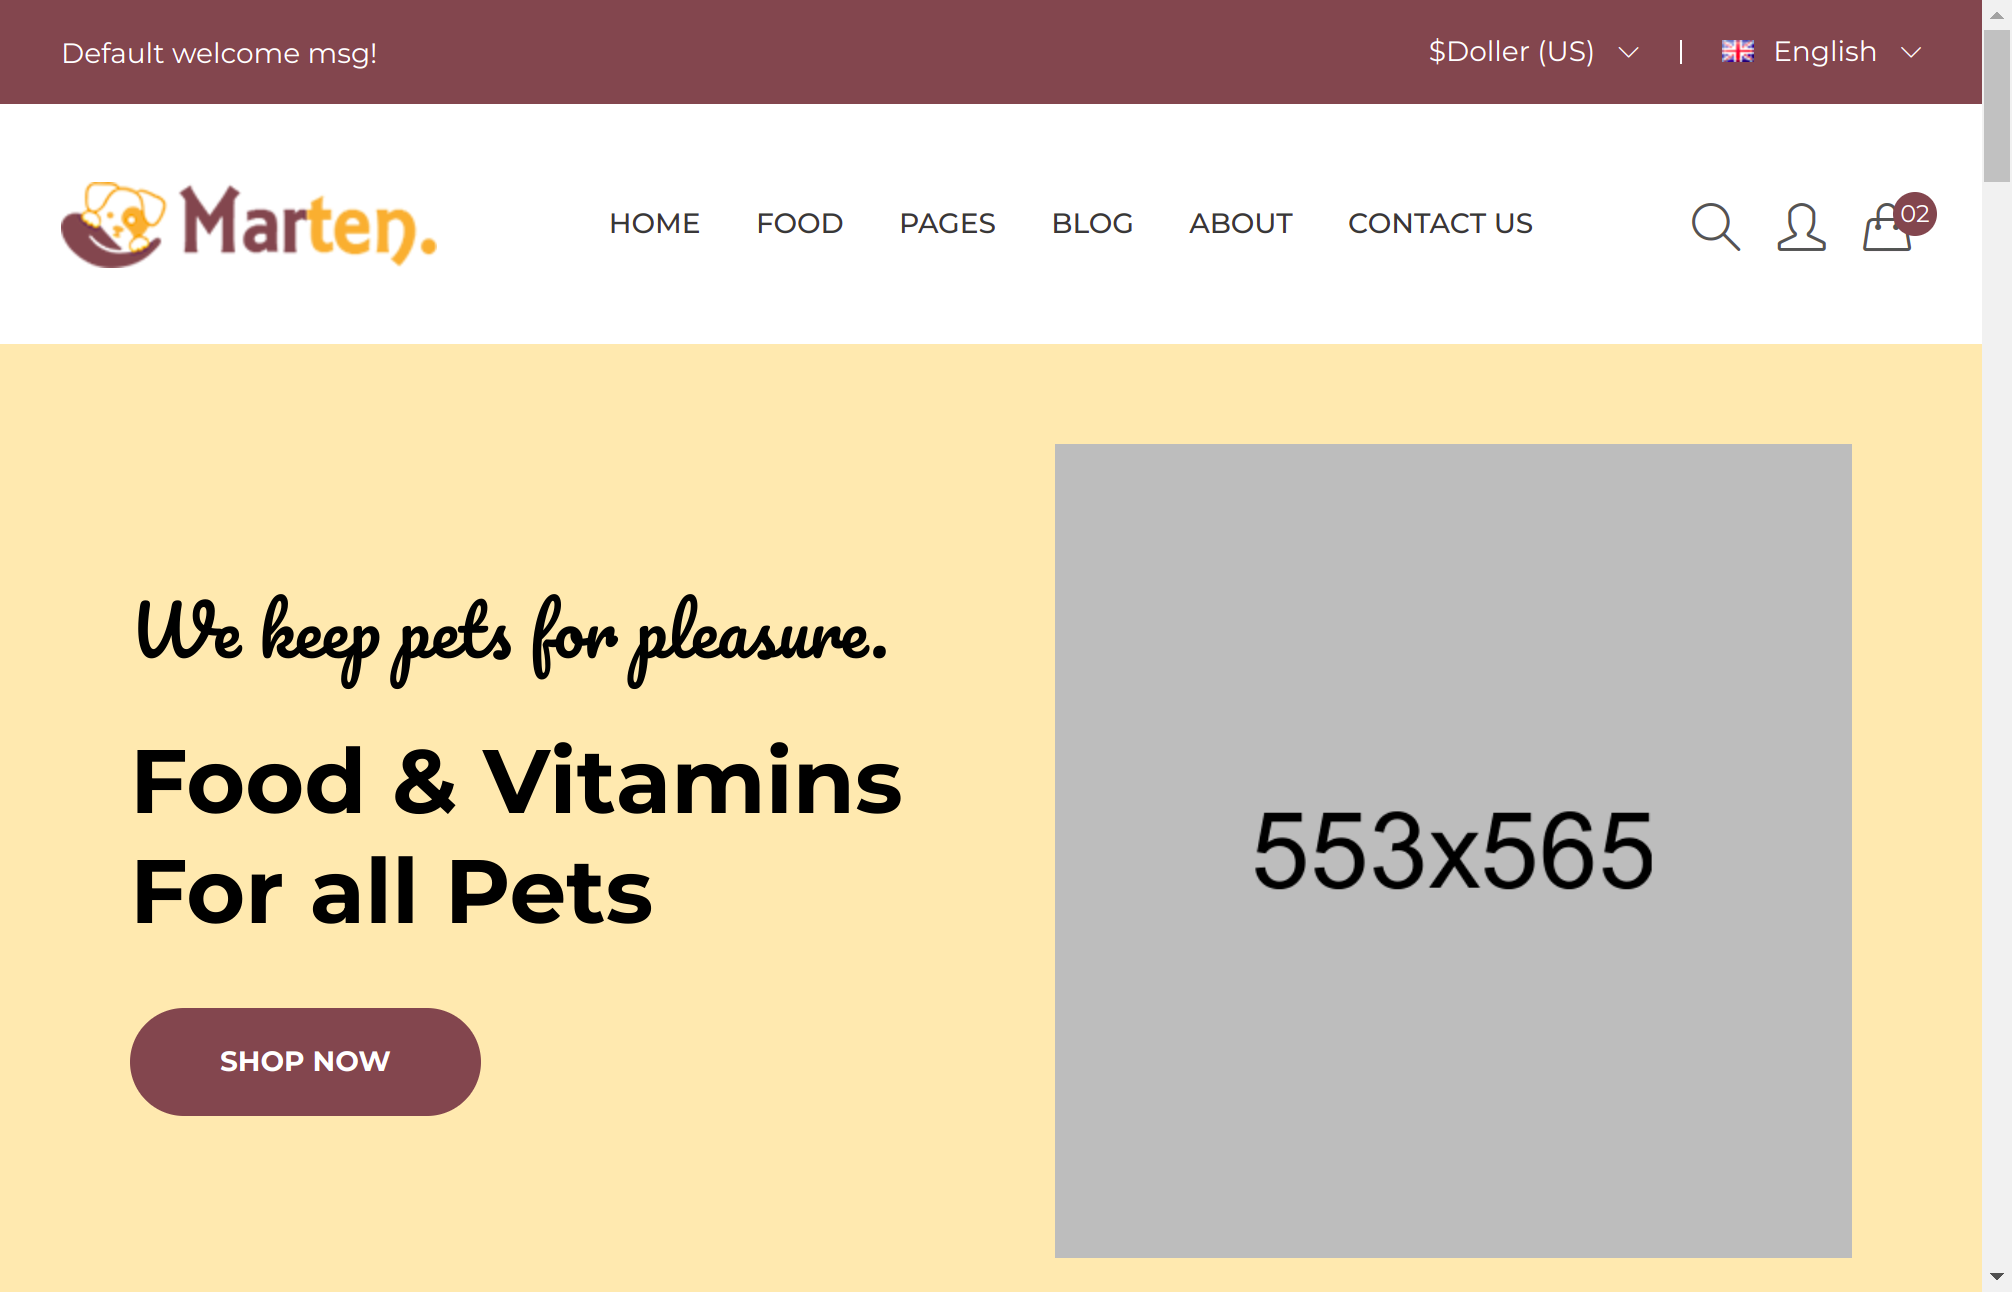 Default welcome msg!
$Doller (US)
English
Marten.
HOME
FOOD
PAGES
BLOG
ABOUT
CONTACT US
02
We keep pets for pleasure.
Food & Vitamins
For all Pets
SHOP NOW
553x565